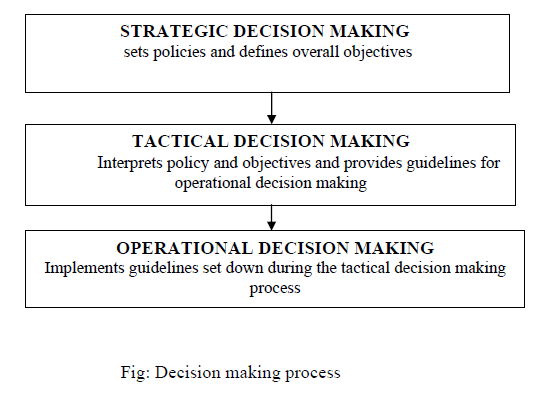 STRATEGIC DECISION MAKING
sets policies and defines overall objectives
TACTICAL DECISION MAKING
Interprets policy and objectives and provides guidelines for
operational decision making
OPERATIONAL DECISION MAKING
Implements guidelines set down during the tactical decision making
process
Fig: Decision making process